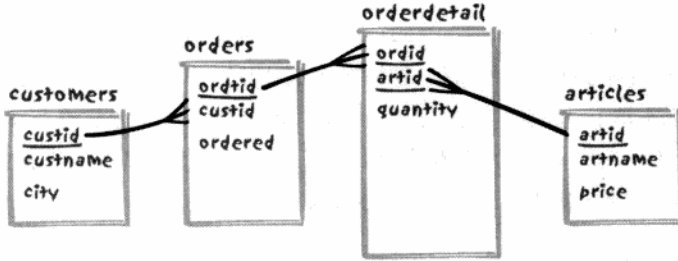 customers
custid
custname
city
orders
ordtid
custid
ordered
orderdetail
ordid
artid
quantity
articles
artid
artname
price